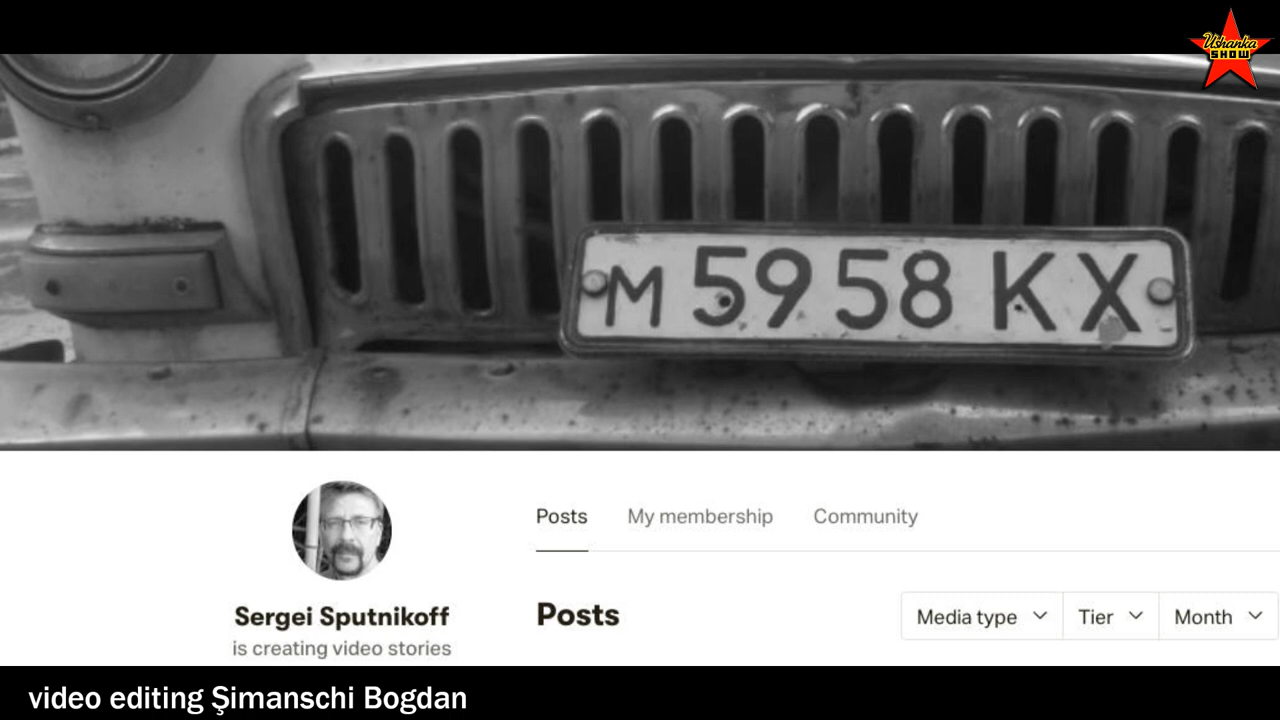 Ushanka
SHOW
м 5958 КХ
Posts
My membership
Community
Sergei Sputnikoff
is creating video stories
Posts
Media type
Tier
Month
video editing Şimanschi Bogdan